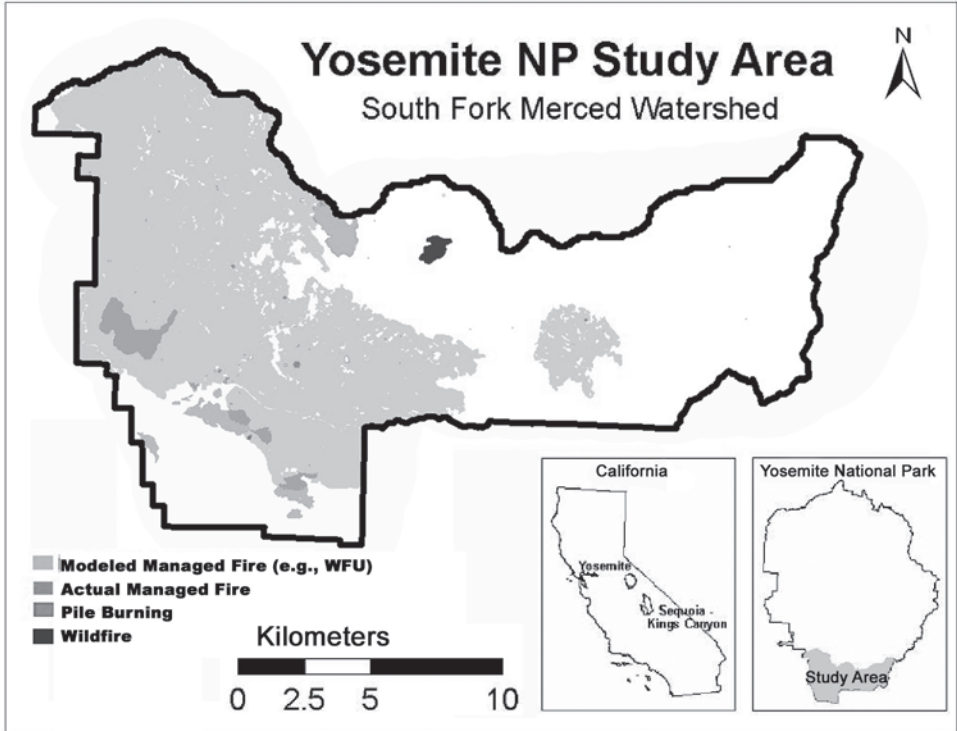 Yosemite NP Study Area
South Fork Merced Watershed
N
Modeled Managed Fire (e.g., WFU)
Actual Managed Fire
Pile Burning
Wildfire
Kilometers
0 2.5 5 10
California
Yosemite
Sequoia -
Kings Canyon
Yosemite National Park
Study Area